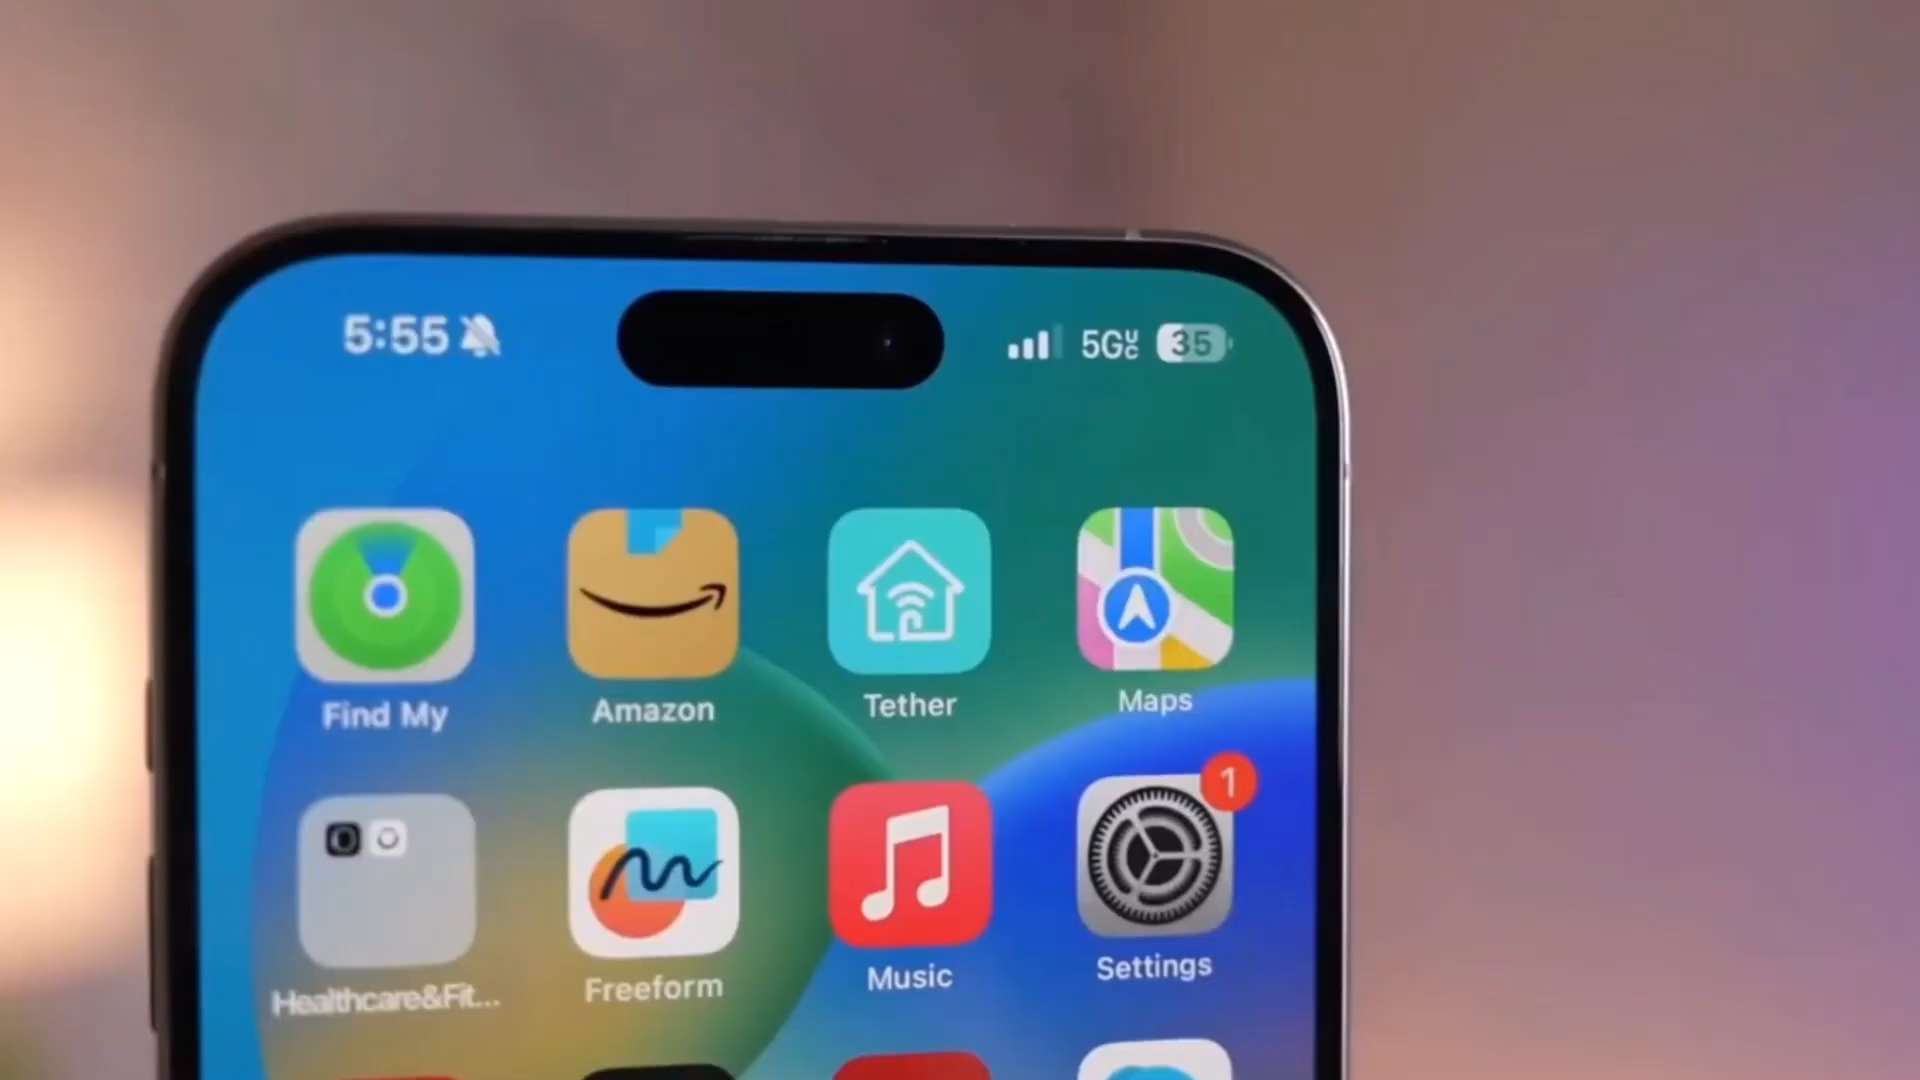 5:55
5G UC 35
Find My
Amazon
Tether
Maps
1
Healthcare&Fit...
Freeform
Music
Settings